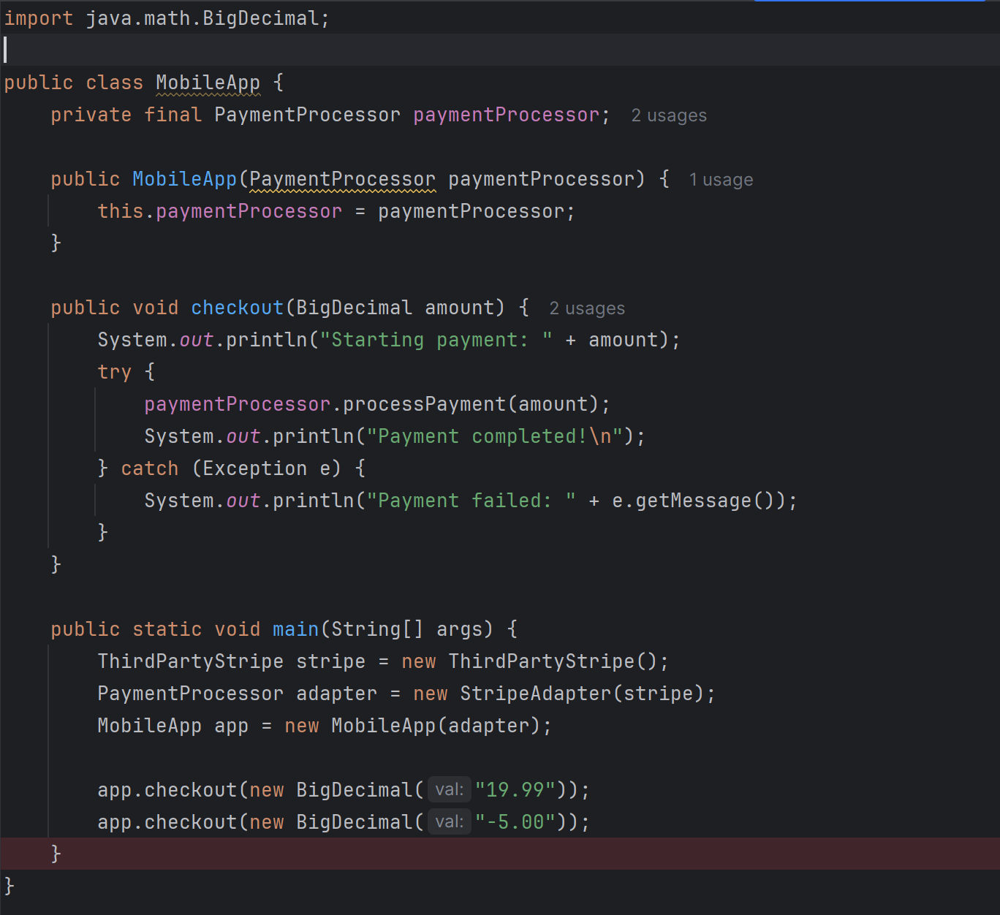 import java.math.BigDecimal;
public class MobileApp {
    private final PaymentProcessor paymentProcessor;  2 usages
    public MobileApp(PaymentProcessor paymentProcessor) {  1 usage
        this.paymentProcessor = paymentProcessor;
    }
    public void checkout(BigDecimal amount) {  2 usages
        System.out.println("Starting payment: " + amount);
        try {
            paymentProcessor.processPayment(amount);
            System.out.println("Payment completed!\n");
        } catch (Exception e) {
            System.out.println("Payment failed: " + e.getMessage());
        }
    }
    public static void main(String[] args) {
        ThirdPartyStripe stripe = new ThirdPartyStripe();
        PaymentProcessor adapter = new StripeAdapter(stripe);
        MobileApp app = new MobileApp(adapter);
        app.checkout(new BigDecimal( val: "19.99"));
        app.checkout(new BigDecimal( val: "-5.00"));
    }
}